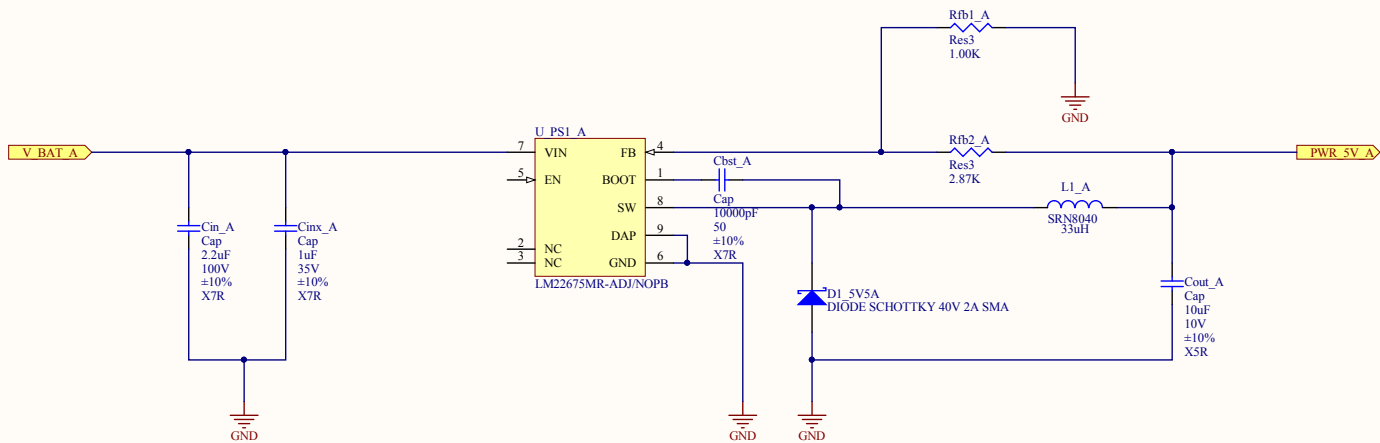 Rfb1_A
Res3
1.00K
GND
V_BAT_A
U_PS1_A
7
VIN
FB
4
5
EN
BOOT
1
SW
8
DAP
9
2
NC
3
NC
GND
6
LM22675MR-ADJ/NOPB
Cbst_A
Cap
10000pF
50
±10%
X7R
Rfb2_A
Res3
2.87K
PWR_5V_A
L1_A
SRN8040
33uH
Cin_A
Cap
2.2uF
100V
±10%
X7R
Cinx_A
Cap
1uF
35V
±10%
X7R
D1_5V5A
DIODE SCHOTTKY 40V 2A SMA
Cout_A
Cap
10uF
10V
±10%
X5R
GND
GND
GND